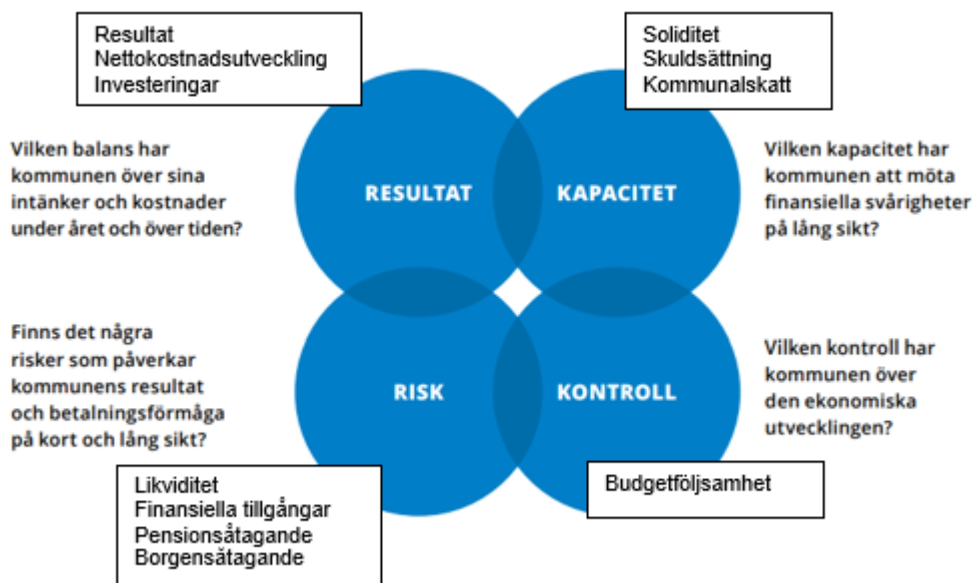 Resultat
Nettokostnadsutveckling
Investeringar
Soliditet
Skuldsättning
Kommunalskatt
Vilken balans har
kommunen över sina
intänker och kostnader
under året och över tiden?
RESULTAT
KAPACITET
Vilken kapacitet har
kommunen att möta
finansiella svårigheter
på lång sikt?
Finns det några
risker som påverkar
kommunens resultat
och betalningsförmåga
på kort och lång sikt?
RISK
KONTROLL
Vilken kontroll har
kommunen över
den ekonomiska
utvecklingen?
Likviditet
Finansiella tillgångar
Pensionsåtagande
Borgensåtagande
Budgetföljsamhet